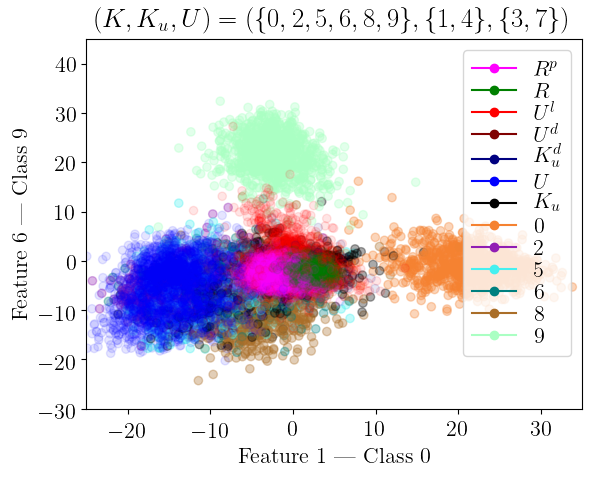 (K, K_u, U) = ({0, 2, 5, 6, 8, 9}, {1, 4}, {3, 7})
Feature 6 — Class 9
40
30
20
10
0
−10
−20
−30
−20
−10
0
10
20
30
Feature 1 — Class 0
R^p
R
U^l
U^d
K_u^d
U
K_u
0
2
5
6
8
9